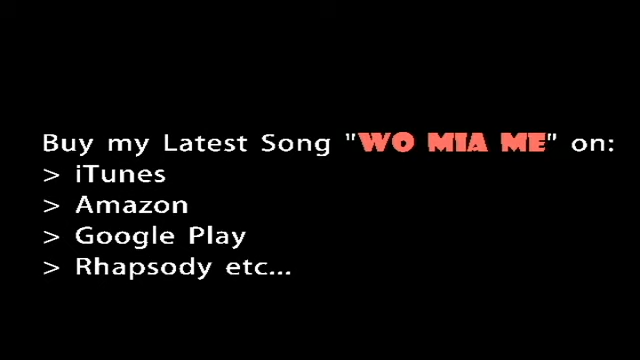 Buy my Latest Song "WO MIA ME" on:
> iTunes
> Amazon
> Google Play
> Rhapsody etc...